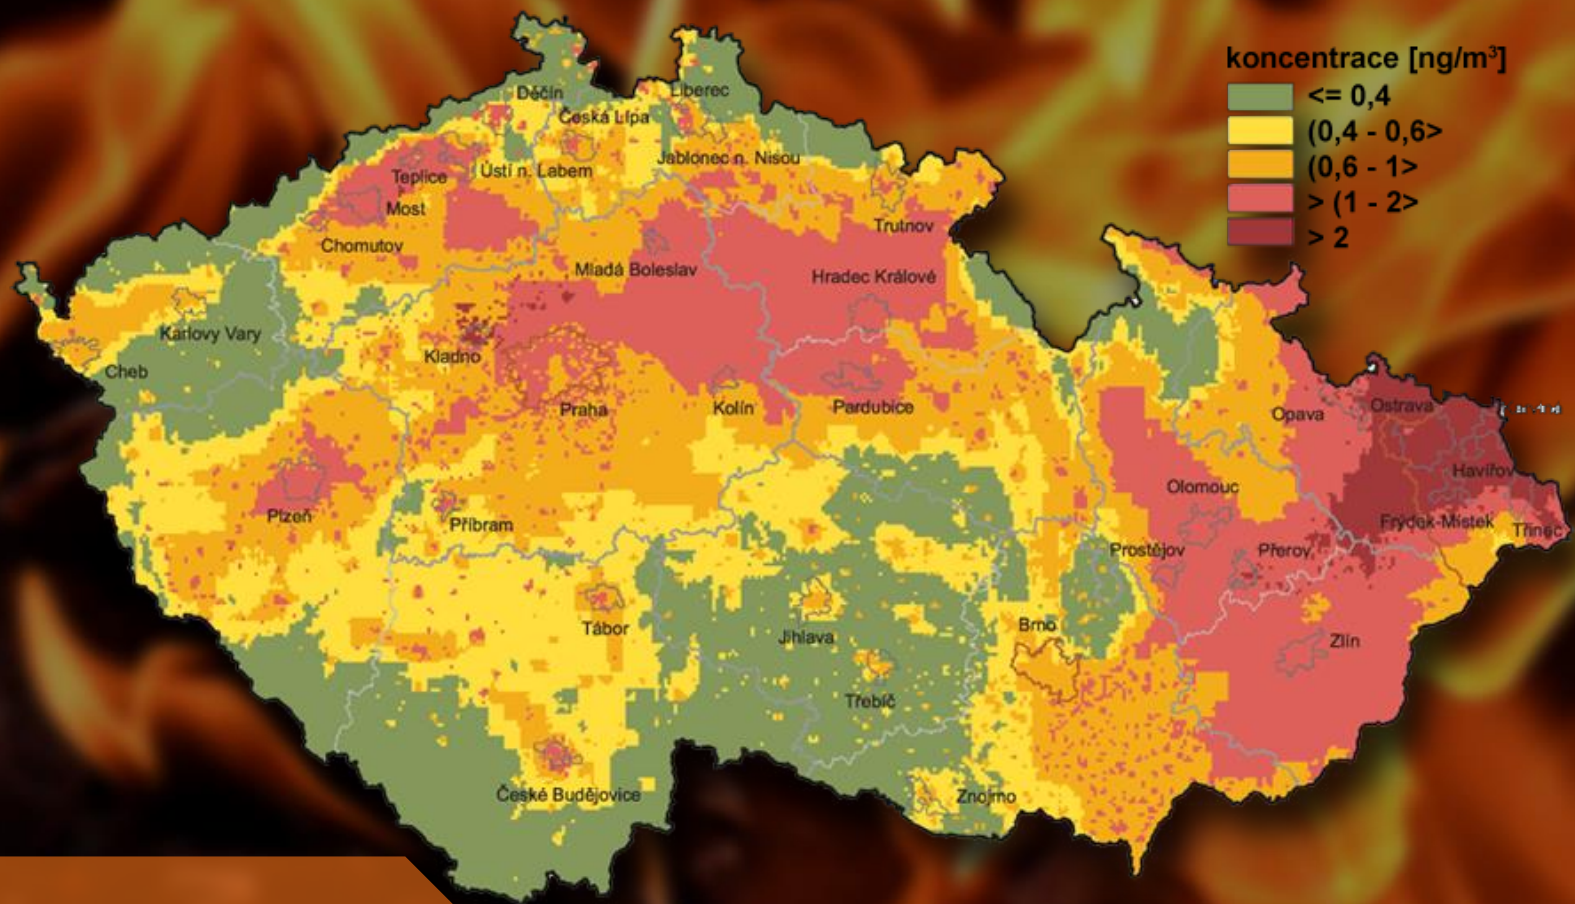 koncentrace [ng/m³]
<= 0,4
(0,4 - 0,6>
(0,6 - 1>
> (1 - 2>
> 2
Děčín
Liberec
Česká Lípa
Jablonec n. Nisou
Ústí n. Labem
Teplice
Most
Trutnov
Chomutov
Mladá Boleslav
Hradec Králové
Karlovy Vary
Kladno
Cheb
Praha
Kolín
Pardubice
Opava
Ostrava
Havířov
Olomouc
Plzeň
Příbram
Frýdek-Místek
Třinec
Prostějov
Přerov
Tábor
Jihlava
Brno
Zlín
Třebíč
České Budějovice
Znojmo